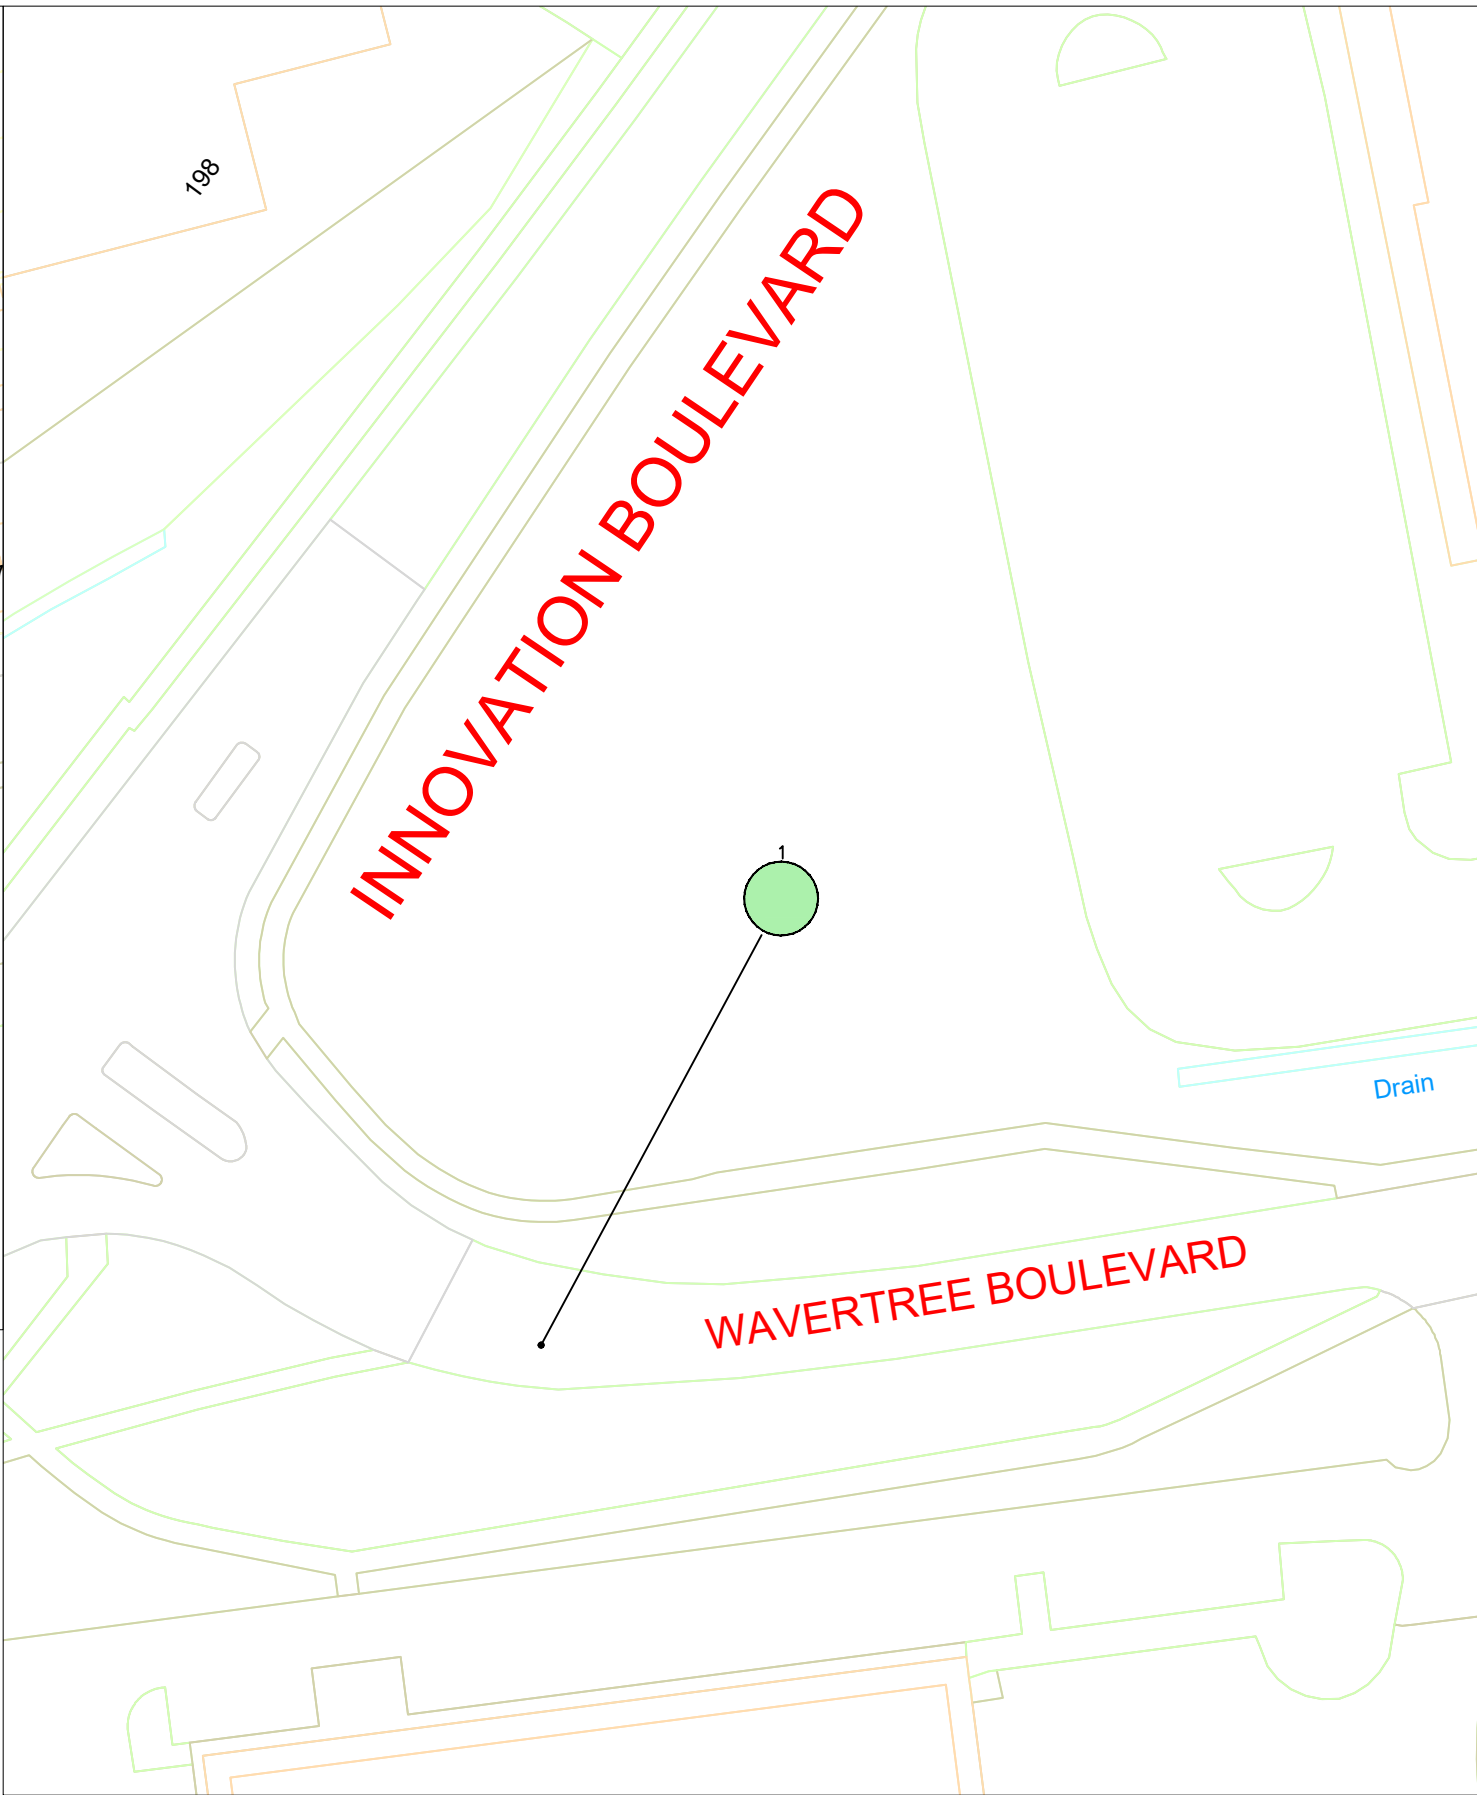 198
INNOVATION BOULEVARD
1
Drain
WAVERTREE BOULEVARD